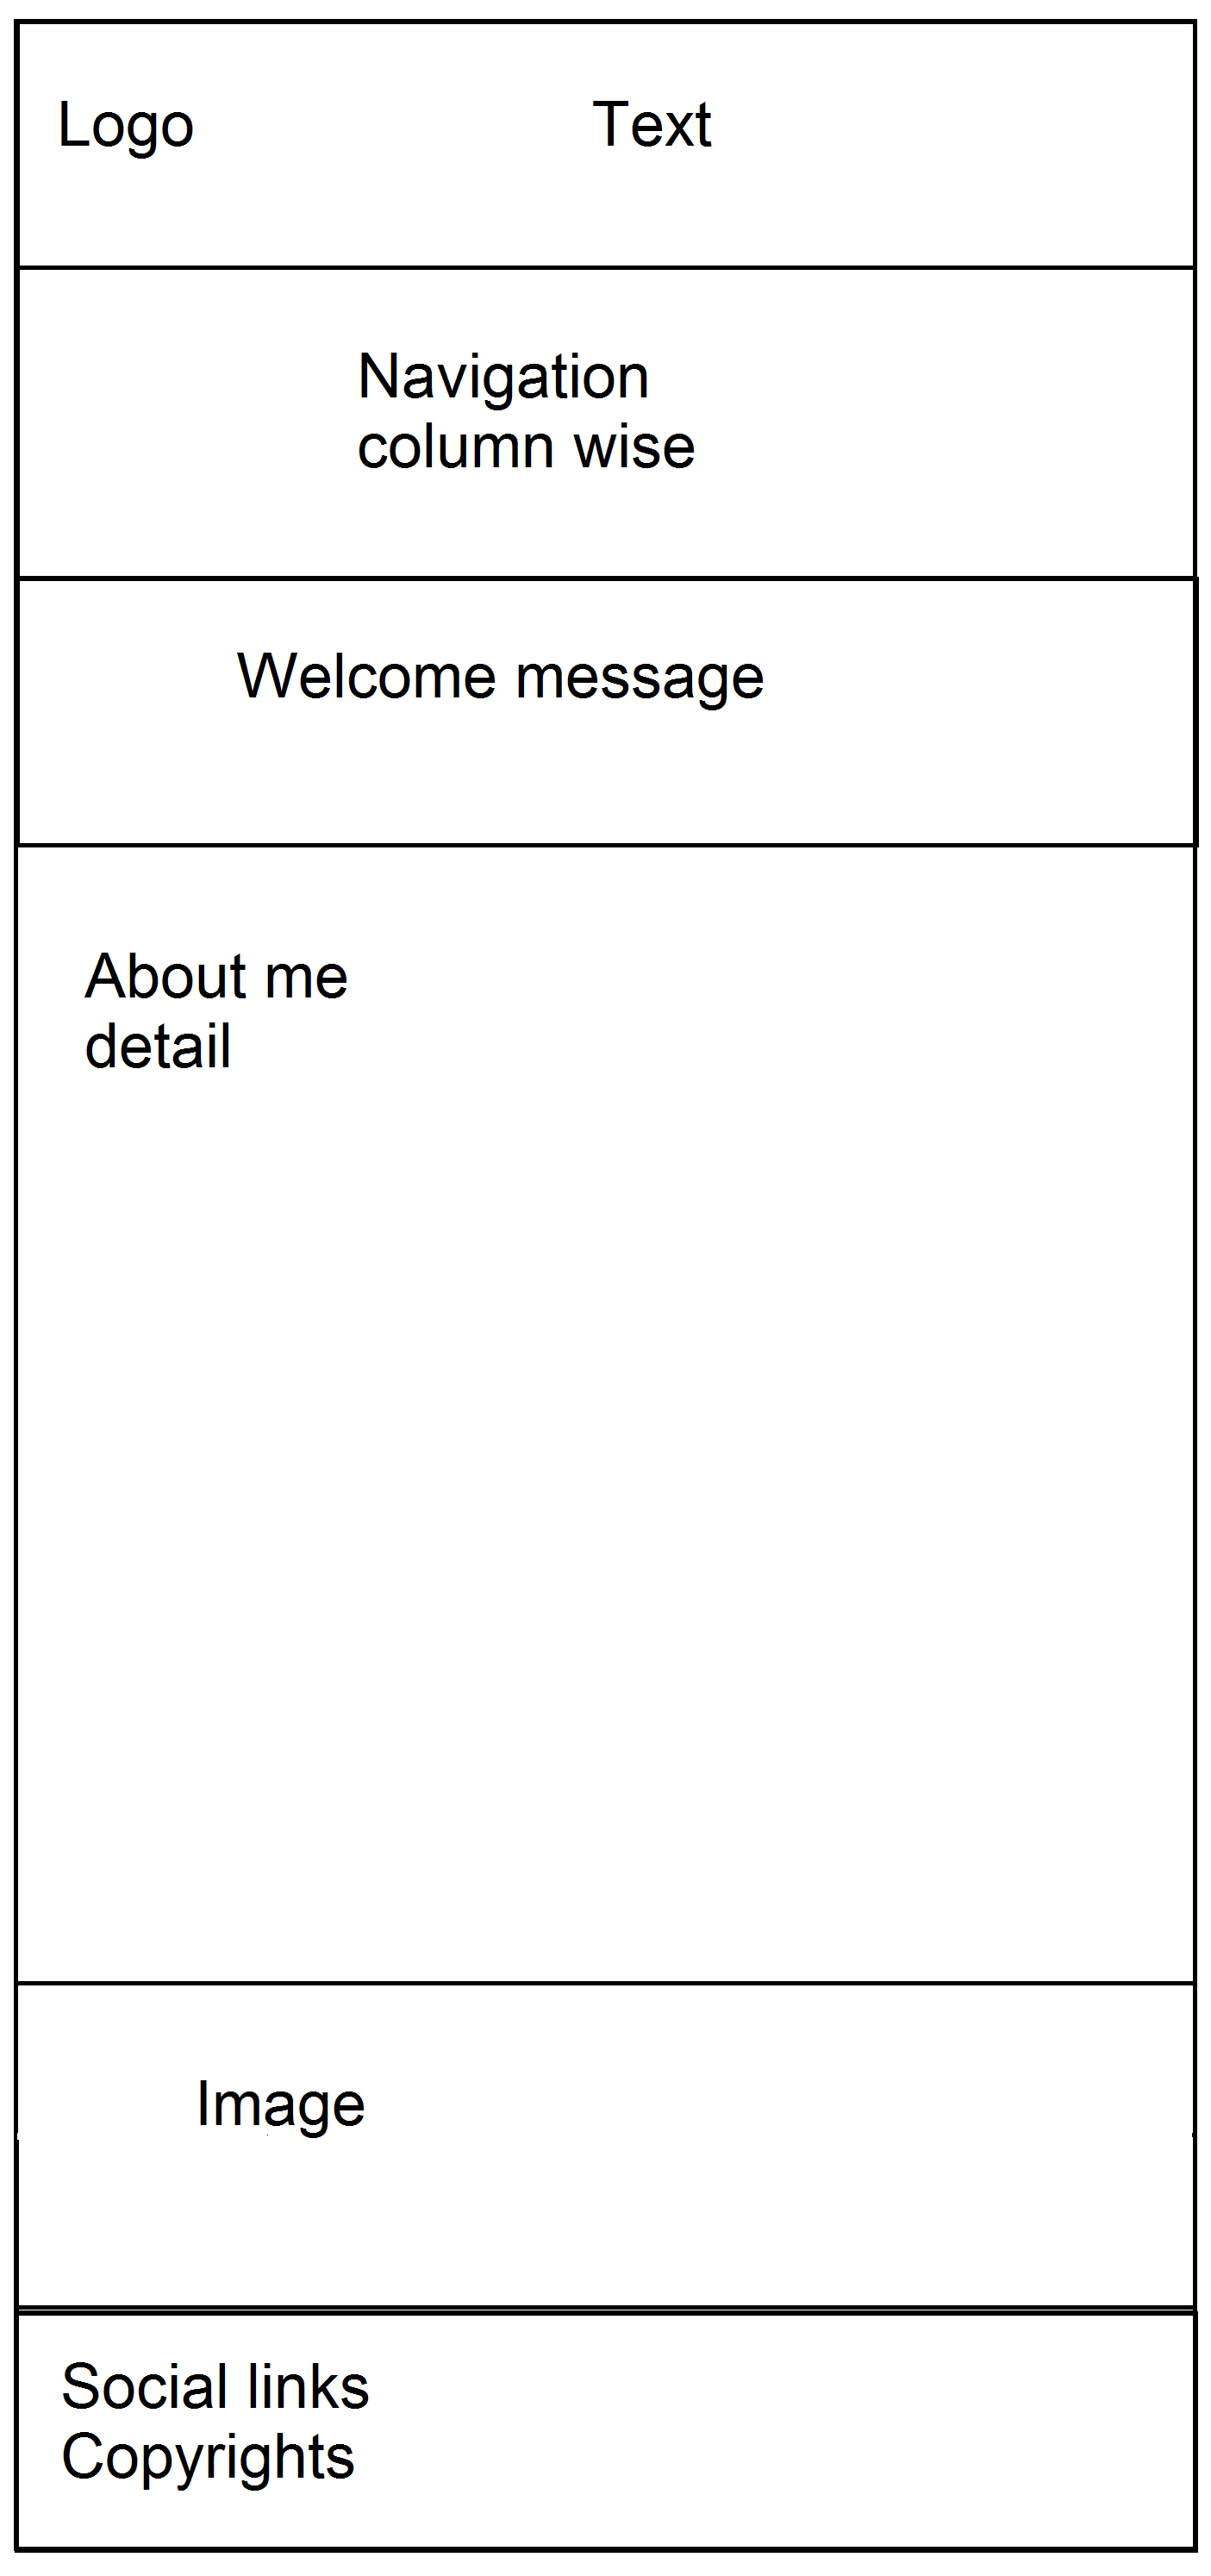 Logo
Text
Navigation
column wise
Welcome message
About me
detail
Image
Social links
Copyrights